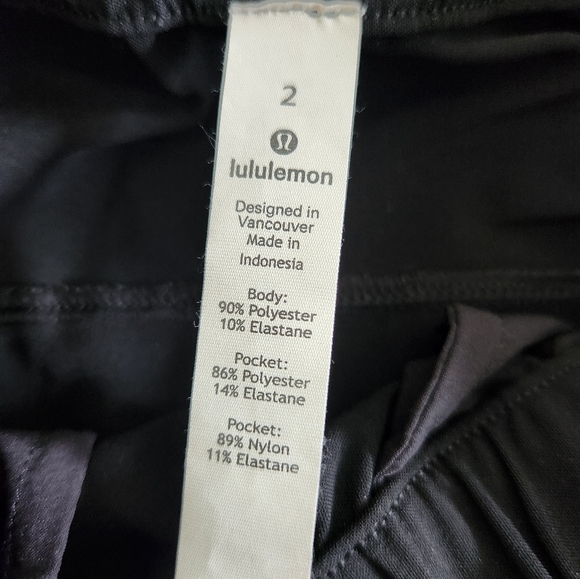 2
lululemon
Designed in
Vancouver
Made in
Indonesia
Body:
90% Polyester
10% Elastane
Pocket:
86% Polyester
14% Elastane
Pocket:
89% Nylon
11% Elastane